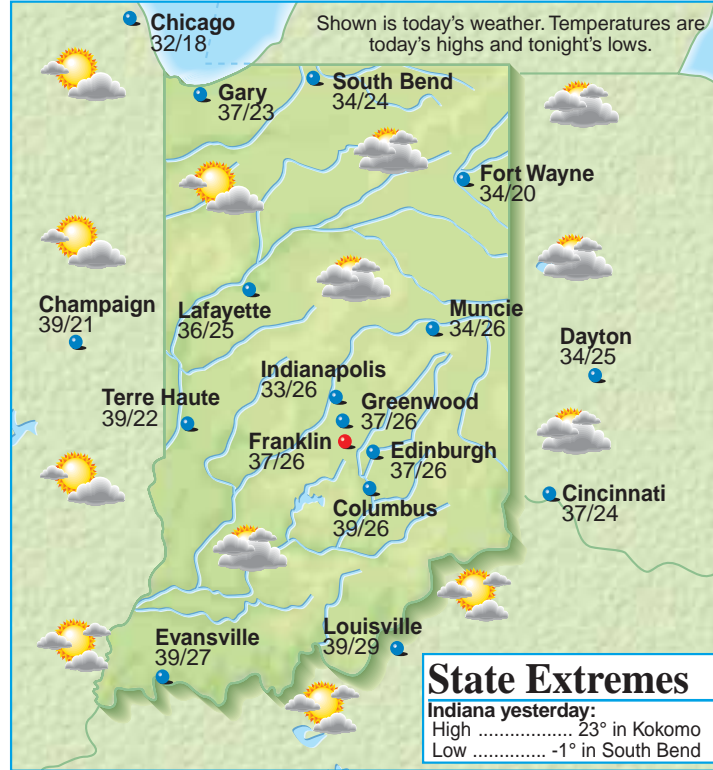 Chicago
32/18
Shown is today's weather. Temperatures are
today's highs and tonight's lows.
Gary
37/23
South Bend
34/24
Fort Wayne
34/20
Champaign
39/21
Lafayette
36/25
Muncie
34/26
Dayton
34/25
Indianapolis
33/26
Terre Haute
39/22
Greenwood
37/26
Franklin
37/26
Edinburgh
37/26
Columbus
39/26
Cincinnati
37/24
Evansville
39/27
Louisville
39/29
State Extremes
Indiana yesterday:
High .................. 23° in Kokomo
Low .............. -1° in South Bend